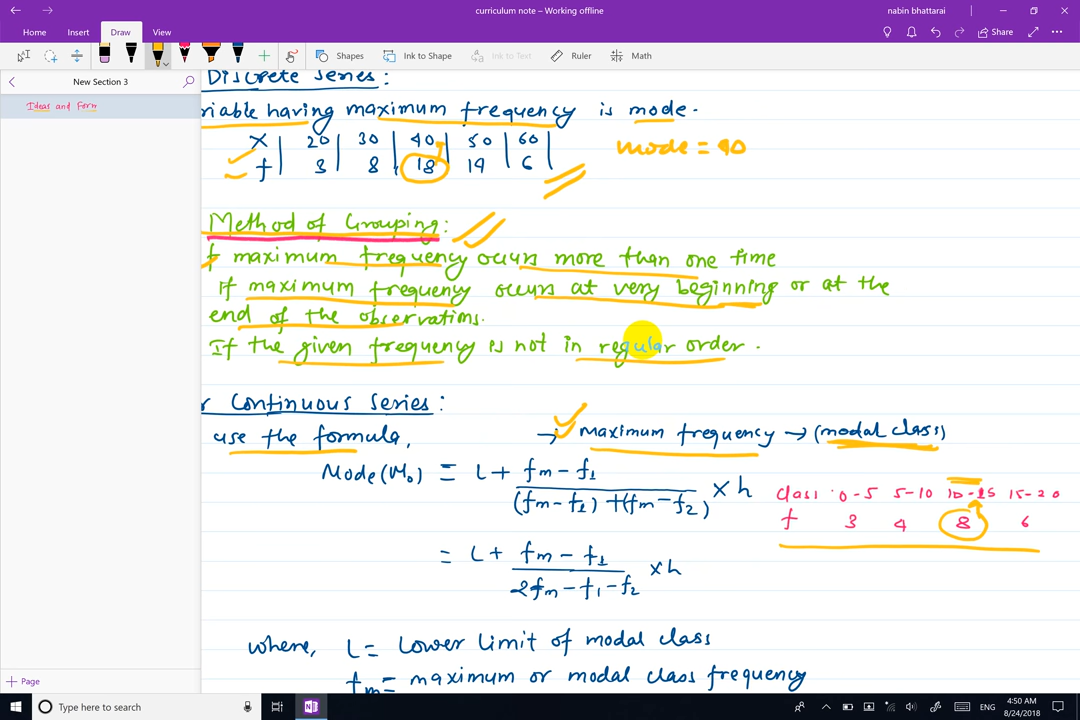 curriculum note – Working offline
nabin bhattarai
Home Insert Draw View
Share
Shapes Ink to Shape Ink to Text Ruler Math
New Section 3
Ideas and Form
Discrete Series:
riable having maximum frequency is mode.
x | 20 | 30 | 40 | 50 | 60 |
f | 3 | 8 | 18 | 19 | 6 |
mode = 40
Method of Grouping:
f maximum frequency occurs more than one time
If maximum frequency occurs at very beginning or at the
end of the observations.
If the given frequency is not in regular order.
r Continuous Series:
use the formula,
→ maximum frequency → (modal class)
Mode(M₀) = L + fm - f1 / (fm - f1) + (fm - f2) × h
class 0-5 5-10 10-15 15-20
f 3 4 8 6
= L + fm - f1 / 2fm - f1 - f2 × h
where, L = Lower Limit of modal class
fm = maximum or modal class frequency
Page
Type here to search
ENG
4:50 AM
8/24/2018